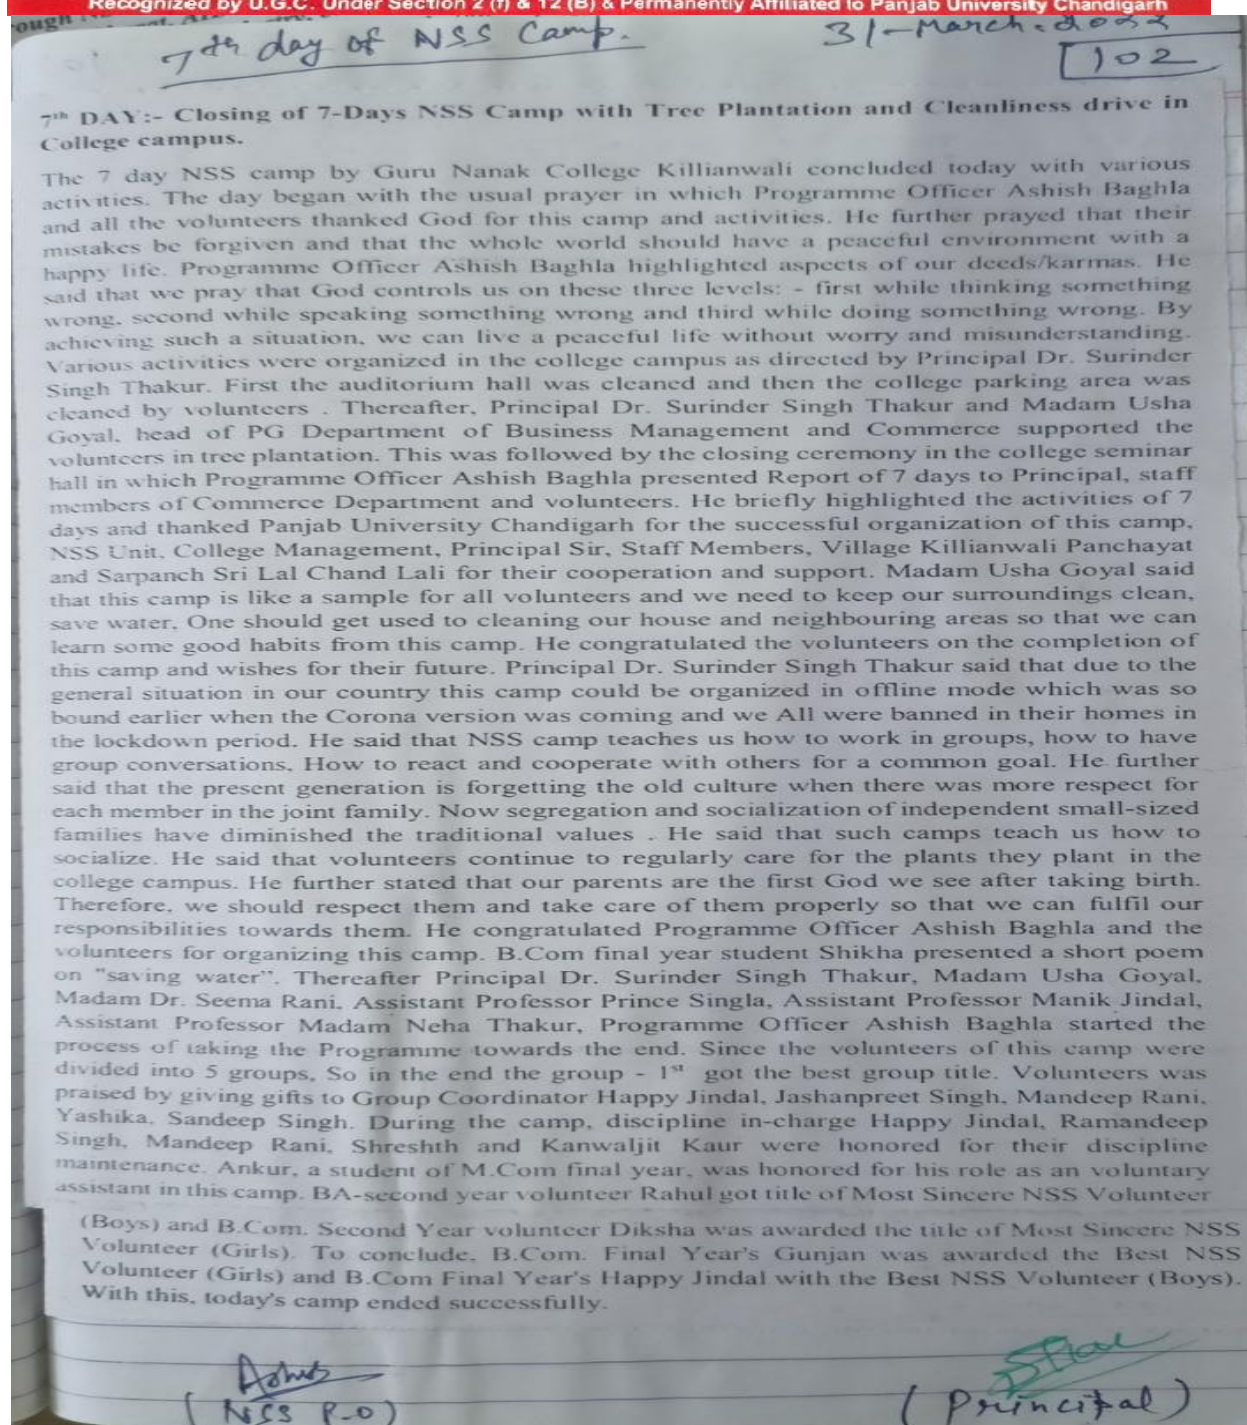 Recognized by U.G.C. Under Section 2 (f) & 12 (B) & Permanently Affiliated to Panjab University Chandigarh
7th day of NSS Camp. 31-March-2022
102
7th DAY:- Closing of 7-Days NSS Camp with Tree Plantation and Cleanliness drive in
College campus.
The 7 day NSS camp by Guru Nanak College Killianwali concluded today with various
activities. The day began with the usual prayer in which Programme Officer Ashish Baghla
and all the volunteers thanked God for this camp and activities. He further prayed that their
mistakes be forgiven and that the whole world should have a peaceful environment with a
happy life. Programme Officer Ashish Baghla highlighted aspects of our deeds/karmas. He
said that we pray that God controls us on these three levels: - first while thinking something
wrong, second while speaking something wrong and third while doing something wrong. By
achieving such a situation, we can live a peaceful life without worry and misunderstanding.
Various activities were organized in the college campus as directed by Principal Dr. Surinder
Singh Thakur. First the auditorium hall was cleaned and then the college parking area was
cleaned by volunteers . Thereafter, Principal Dr. Surinder Singh Thakur and Madam Usha
Goyal, head of PG Department of Business Management and Commerce supported the
volunteers in tree plantation. This was followed by the closing ceremony in the college seminar
hall in which Programme Officer Ashish Baghla presented Report of 7 days to Principal, staff
members of Commerce Department and volunteers. He briefly highlighted the activities of 7
days and thanked Panjab University Chandigarh for the successful organization of this camp,
NSS Unit, College Management, Principal Sir, Staff Members, Village Killianwali Panchayat
and Sarpanch Sri Lal Chand Lali for their cooperation and support. Madam Usha Goyal said
that this camp is like a sample for all volunteers and we need to keep our surroundings clean,
save water, One should get used to cleaning our house and neighbouring areas so that we can
learn some good habits from this camp. He congratulated the volunteers on the completion of
this camp and wishes for their future. Principal Dr. Surinder Singh Thakur said that due to the
general situation in our country this camp could be organized in offline mode which was so
bound earlier when the Corona version was coming and we All were banned in their homes in
the lockdown period. He said that NSS camp teaches us how to work in groups, how to have
group conversations, How to react and cooperate with others for a common goal. He further
said that the present generation is forgetting the old culture when there was more respect for
each member in the joint family. Now segregation and socialization of independent small-sized
families have diminished the traditional values . He said that such camps teach us how to
socialize. He said that volunteers continue to regularly care for the plants they plant in the
college campus. He further stated that our parents are the first God we see after taking birth.
Therefore, we should respect them and take care of them properly so that we can fulfil our
responsibilities towards them. He congratulated Programme Officer Ashish Baghla and the
volunteers for organizing this camp. B.Com final year student Shikha presented a short poem
on "saving water". Thereafter Principal Dr. Surinder Singh Thakur, Madam Usha Goyal,
Madam Dr. Seema Rani, Assistant Professor Prince Singla, Assistant Professor Manik Jindal,
Assistant Professor Madam Neha Thakur, Programme Officer Ashish Baghla started the
process of taking the Programme towards the end. Since the volunteers of this camp were
divided into 5 groups, So in the end the group - 1st got the best group title. Volunteers was
praised by giving gifts to Group Coordinator Happy Jindal, Jashanpreet Singh, Mandeep Rani,
Yashika, Sandeep Singh. During the camp, discipline in-charge Happy Jindal, Ramandeep
Singh, Mandeep Rani, Shreshth and Kanwaljit Kaur were honored for their discipline
maintenance. Ankur, a student of M.Com final year, was honored for his role as an voluntary
assistant in this camp. BA-second year volunteer Rahul got title of Most Sincere NSS Volunteer
(Boys) and B.Com. Second Year volunteer Diksha was awarded the title of Most Sincere NSS
Volunteer (Girls). To conclude, B.Com. Final Year's Gunjan was awarded the Best NSS
Volunteer (Girls) and B.Com Final Year's Happy Jindal with the Best NSS Volunteer (Boys).
With this, today's camp ended successfully.
(NSS P.O) (Principal)